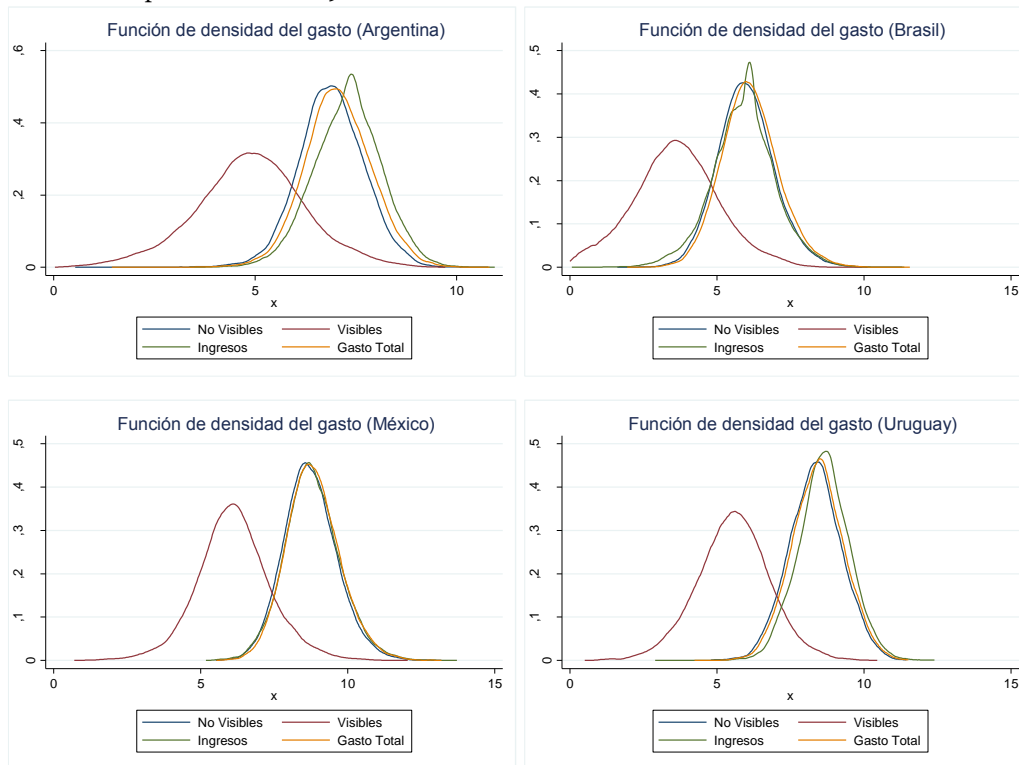 Función de densidad del gasto (Argentina)
,6
,4
,2
0
0 5 10
x
No Visibles Visibles
Ingresos Gasto Total
Función de densidad del gasto (Brasil)
,5
,4
,3
,2
,1
0
0 5 10 15
x
No Visibles Visibles
Ingresos Gasto Total
Función de densidad del gasto (México)
,5
,4
,3
,2
,1
0
0 5 10 15
x
No Visibles Visibles
Ingresos Gasto Total
Función de densidad del gasto (Uruguay)
,5
,4
,3
,2
,1
0
0 5 10 15
x
No Visibles Visibles
Ingresos Gasto Total